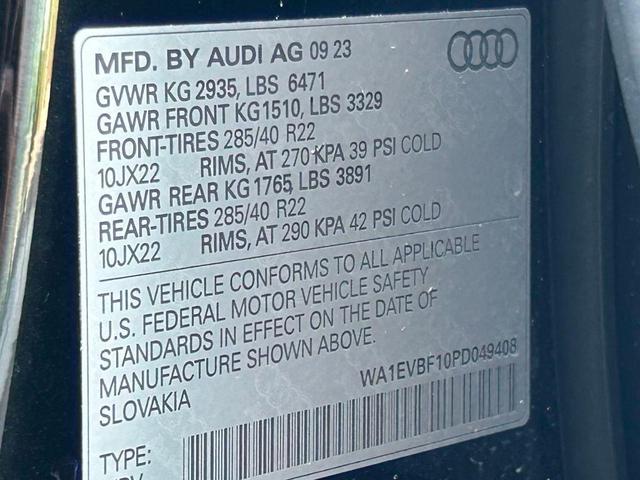 MFD. BY AUDI AG 09 23
GVWR KG 2935, LBS 6471
GAWR FRONT KG 1510, LBS 3329
FRONT-TIRES 285/40 R22
10JX22 RIMS, AT 270 KPA 39 PSI COLD
GAWR REAR KG 1765, LBS 3891
REAR-TIRES 285/40 R22
10JX22 RIMS, AT 290 KPA 42 PSI COLD
THIS VEHICLE CONFORMS TO ALL APPLICABLE
U.S. FEDERAL MOTOR VEHICLE SAFETY
STANDARDS IN EFFECT ON THE DATE OF
MANUFACTURE SHOWN ABOVE.
WA1EVBF10PD049408
SLOVAKIA
TYPE: